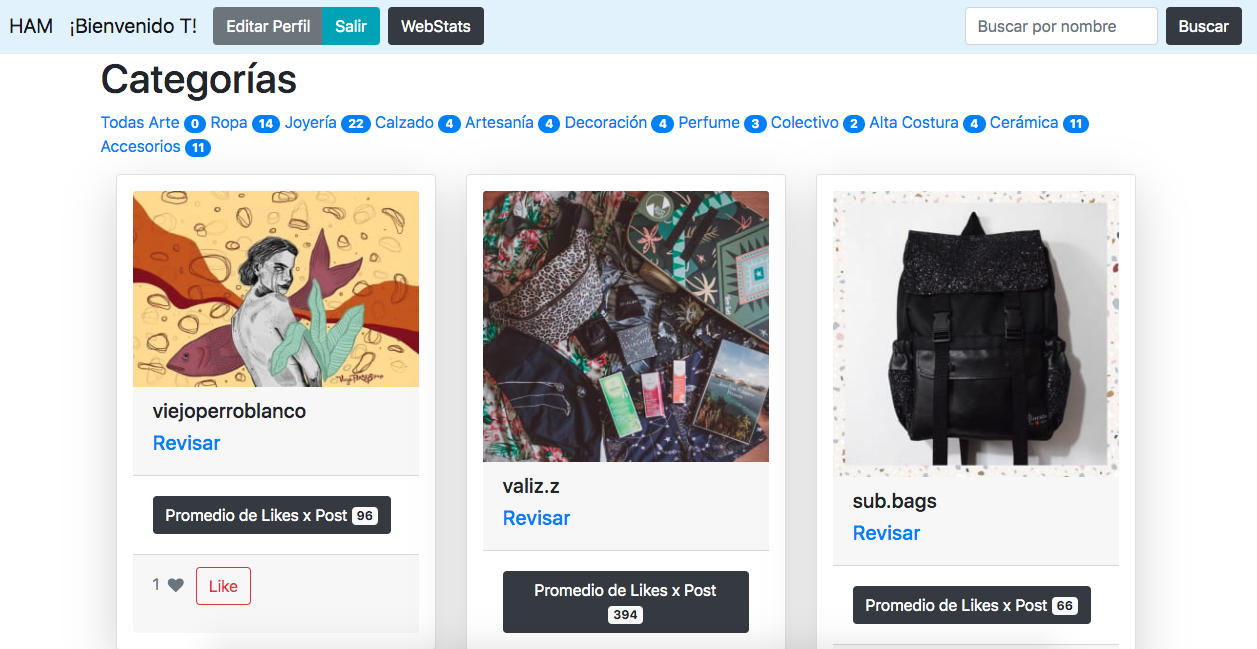 HAM ¡Bienvenido T! Editar Perfil Salir WebStats Buscar por nombre Buscar
Categorías
Todas Arte 0 Ropa 14 Joyería 22 Calzado 4 Artesanía 4 Decoración 4 Perfume 3 Colectivo 2 Alta Costura 4 Cerámica 11
Accesorios 11
viejoperroblanco
Revisar
Promedio de Likes x Post 96
1 Like
valiz.z
Revisar
Promedio de Likes x Post
394
sub.bags
Revisar
Promedio de Likes x Post 66